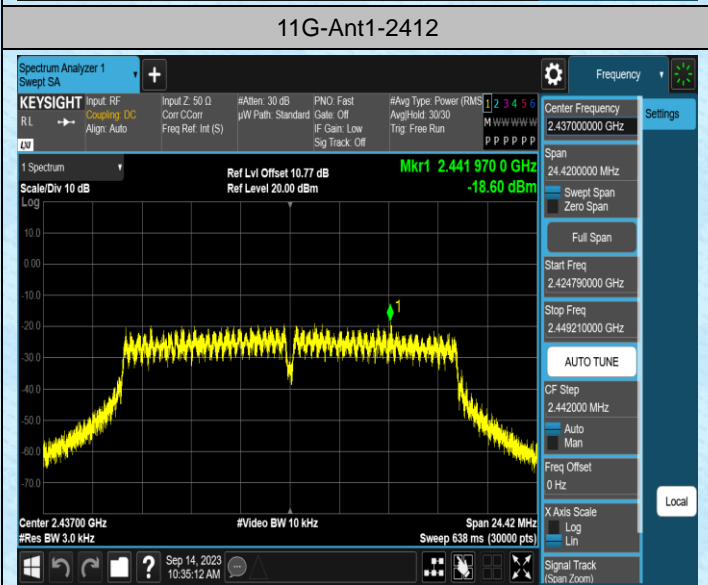 11G-Ant1-2412
Spectrum Analyzer 1
Swept SA
Frequency
KEYSIGHT
RL
LXI
Input: RF
Coupling: DC
Align: Auto
Input Z: 50 Ω
Corr CCorr
Freq Ref: Int (S)
#Atten: 30 dB
µW Path: Standard
PNO: Fast
Gate: Off
IF Gain: Low
Sig Track: Off
#Avg Type: Power (RMS
Avg|Hold: 30/30
Trig: Free Run
1 2 3 4 5 6
M W W W W W
P P P P P P
1 Spectrum
Scale/Div 10 dB
Log
Ref Lvl Offset 10.77 dB
Ref Level 20.00 dBm
Mkr1 2.441 970 0 GHz
-18.60 dBm
10.0
0.00
-10.0
-20.0
-30.0
-40.0
-50.0
-60.0
-70.0
1
Center 2.43700 GHz
#Res BW 3.0 kHz
#Video BW 10 kHz
Span 24.42 MHz
Sweep 638 ms (30000 pts)
Center Frequency
2.437000000 GHz
Settings
Span
24.4200000 MHz
Swept Span
Zero Span
Full Span
Start Freq
2.424790000 GHz
Stop Freq
2.449210000 GHz
AUTO TUNE
CF Step
2.442000 MHz
Auto
Man
Freq Offset
0 Hz
X Axis Scale
Log
Lin
Local
Signal Track
(Span Zoom)
?
Sep 14, 2023
10:35:12 AM